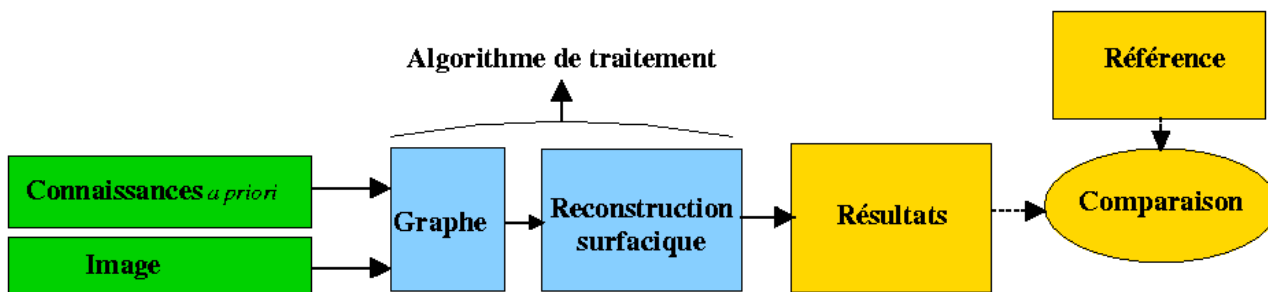 Algorithme de traitement
Référence
Connaissances a priori
Image
Graphe
Reconstruction
surfacique
Résultats
Comparaison